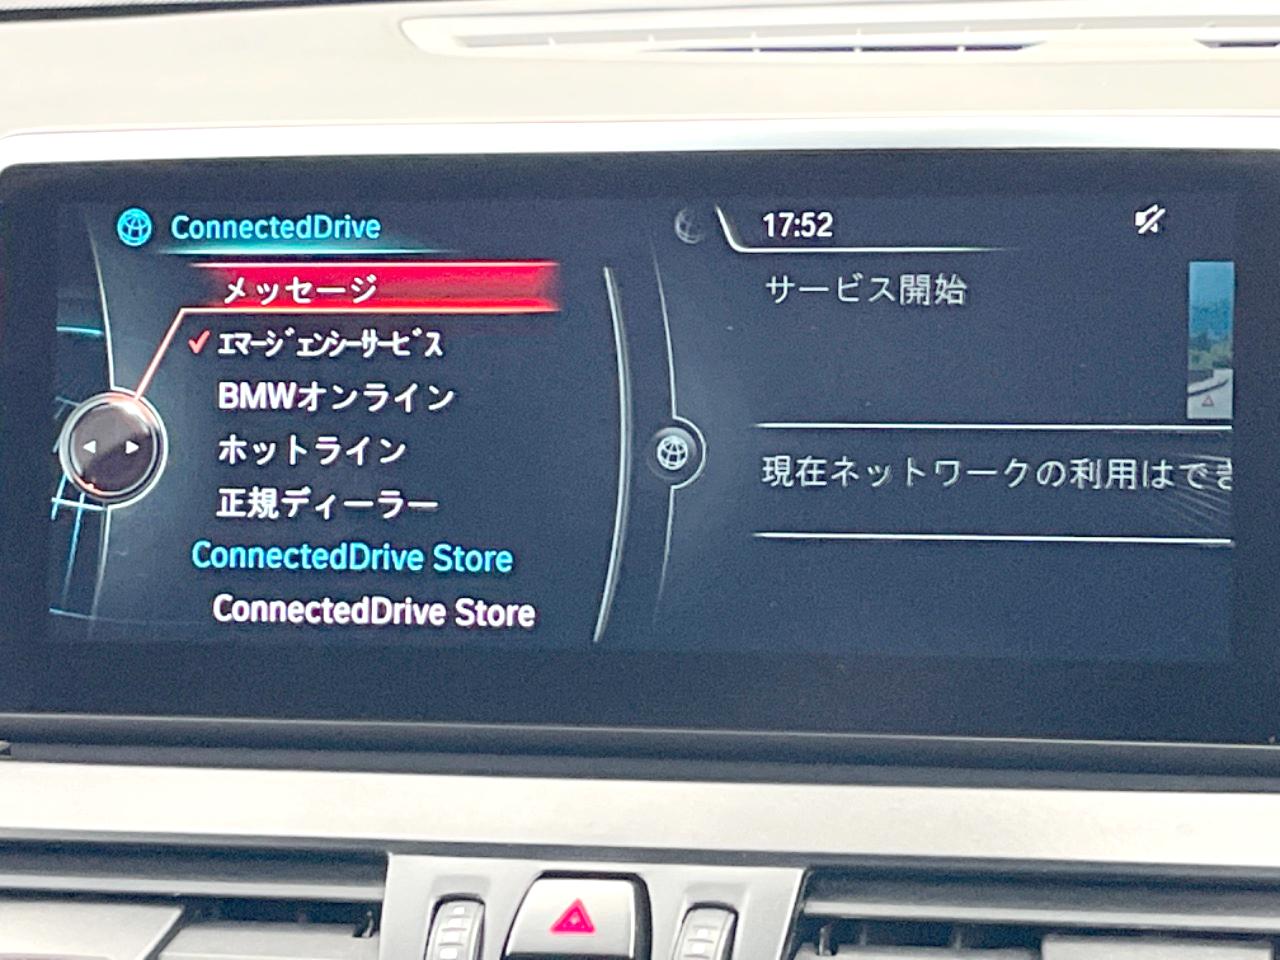 ConnectedDrive
メッセージ
ｴﾏｰｼﾞｪﾝｼｰｻｰﾋﾞｽ
BMWオンライン
ホットライン
正規ディーラー
ConnectedDrive Store
ConnectedDrive Store
17:52
サービス開始
現在ネットワークの利用はでき